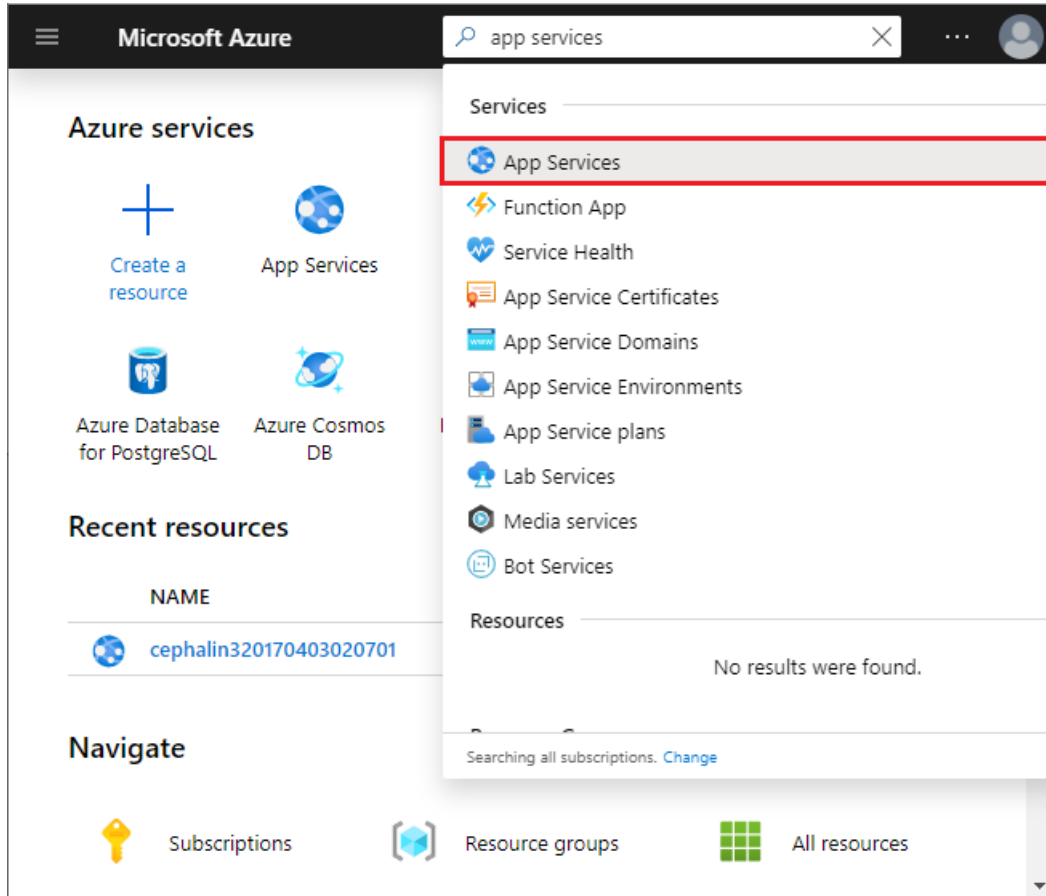 Microsoft Azure
app services
Azure services
Create a
resource
App Services
Azure Database
for PostgreSQL
Azure Cosmos
DB
Recent resources
NAME
cephalin320170403020701
Navigate
Subscriptions
Resource groups
All resources
Services
App Services
Function App
Service Health
App Service Certificates
www
App Service Domains
App Service Environments
App Service plans
Lab Services
Media services
Bot Services
Resources
No results were found.
Searching all subscriptions. Change